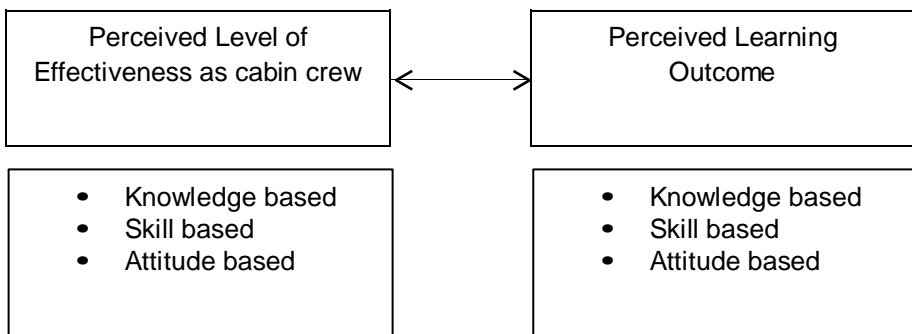 Perceived Level of
Effectiveness as cabin crew
Perceived Learning
Outcome
• Knowledge based
• Skill based
• Attitude based
• Knowledge based
• Skill based
• Attitude based